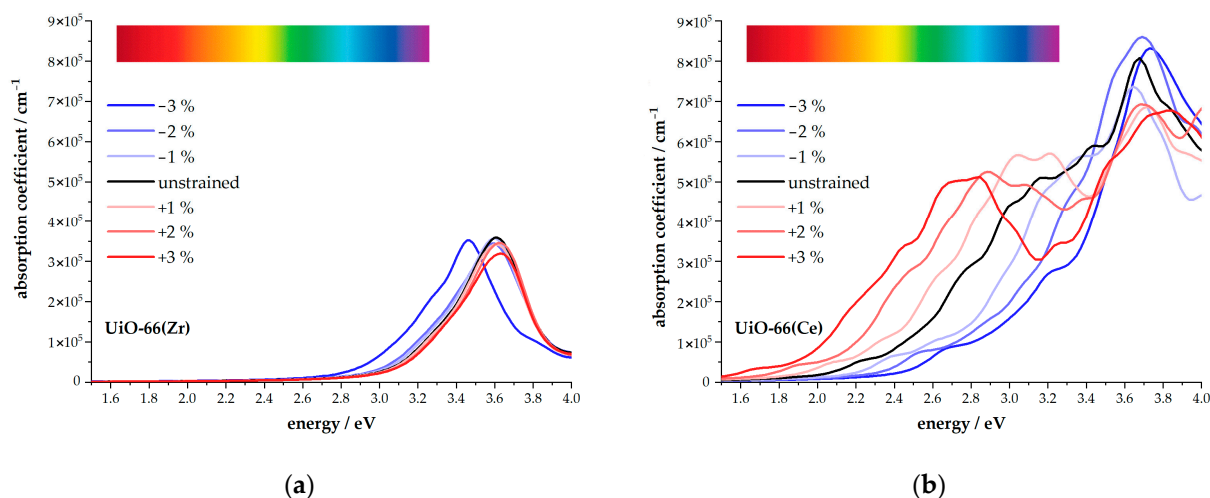 (a)
absorption coefficient / cm⁻¹
9×10⁵
8×10⁵
7×10⁵
6×10⁵
5×10⁵
4×10⁵
3×10⁵
2×10⁵
1×10⁵
0
−3 %
−2 %
−1 %
unstrained
+1 %
+2 %
+3 %
UiO-66(Zr)
1.6 1.8 2.0 2.2 2.4 2.6 2.8 3.0 3.2 3.4 3.6 3.8 4.0
energy / eV
(a)
absorption coefficient / cm⁻¹
9×10⁵
8×10⁵
7×10⁵
6×10⁵
5×10⁵
4×10⁵
3×10⁵
2×10⁵
1×10⁵
0
−3 %
−2 %
−1 %
unstrained
+1 %
+2 %
+3 %
UiO-66(Ce)
1.6 1.8 2.0 2.2 2.4 2.6 2.8 3.0 3.2 3.4 3.6 3.8 4.0
energy / eV
(b)